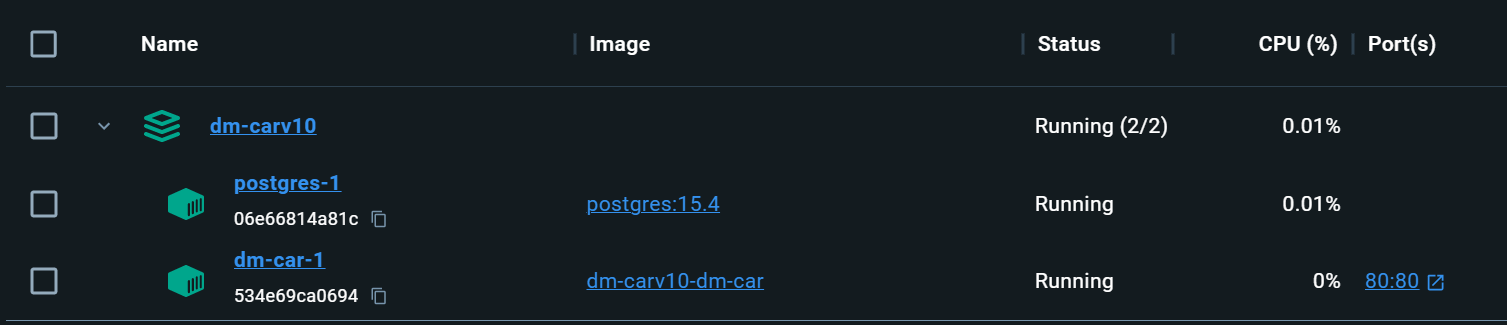 Name Image Status CPU (%) Port(s)
dm-carv10 Running (2/2) 0.01%
postgres-1
06e66814a81c postgres:15.4 Running 0.01%
dm-car-1
534e69ca0694 dm-carv10-dm-car Running 0% 80:80